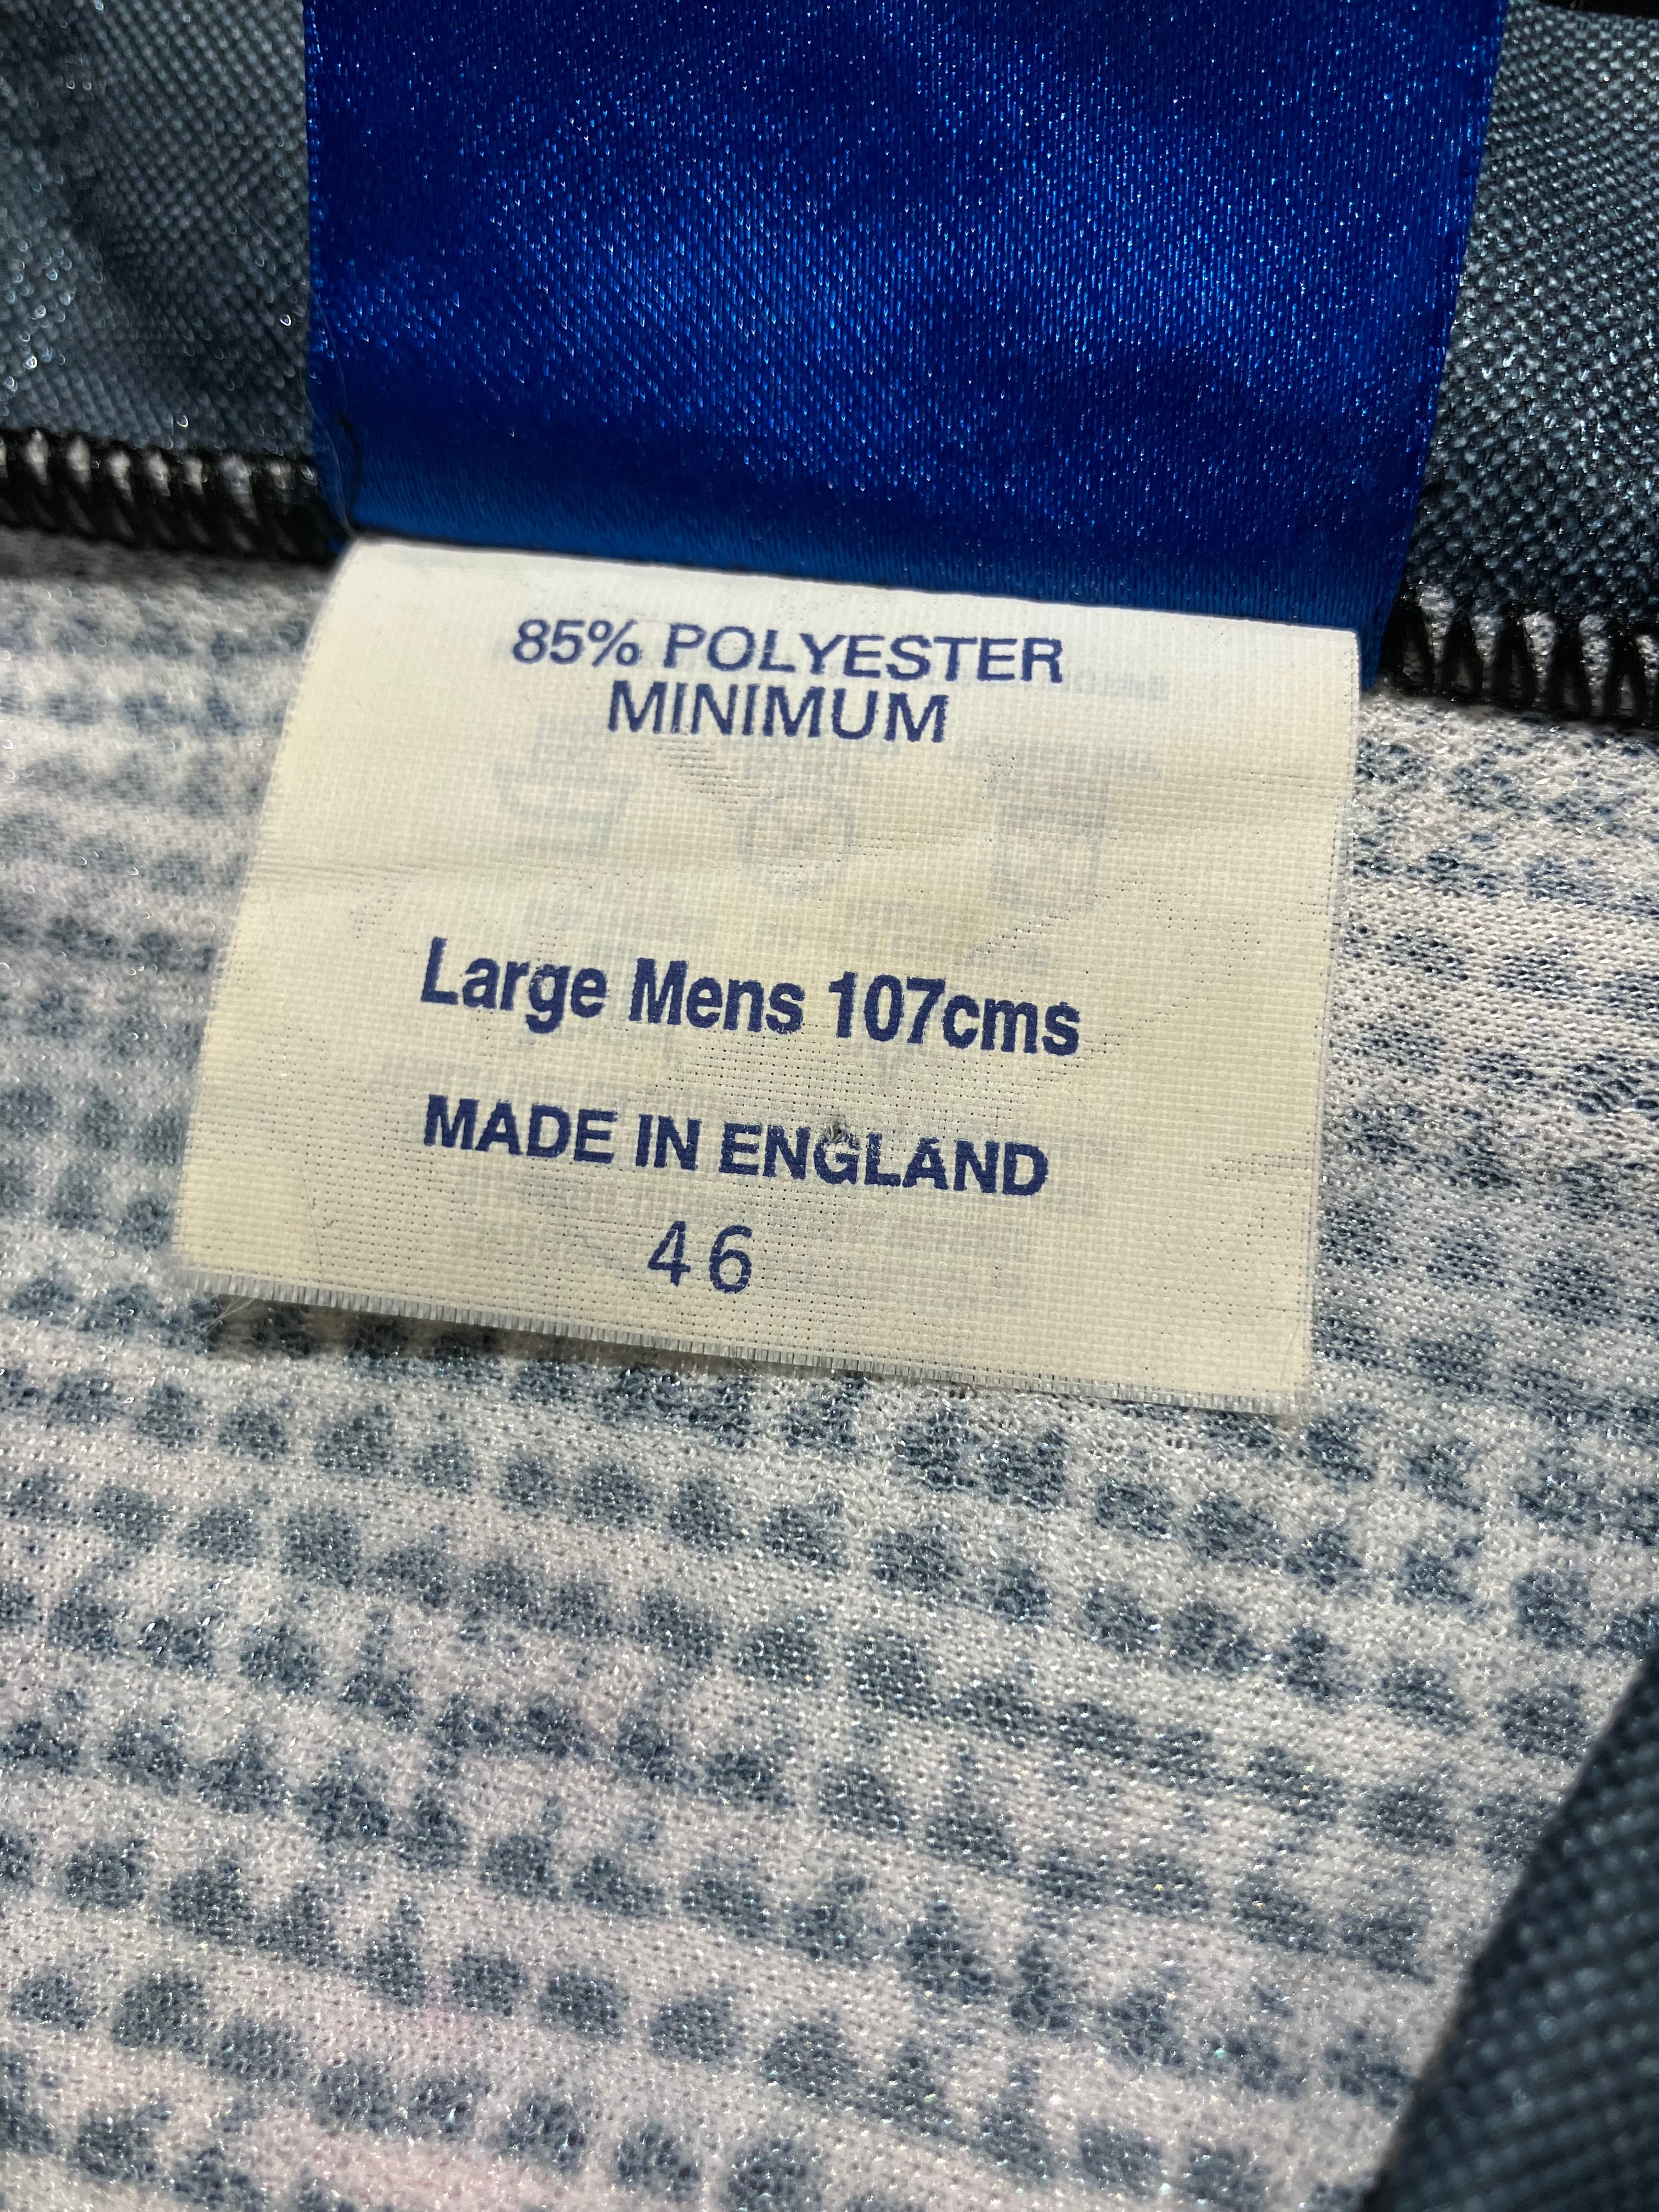 85% POLYESTER
MINIMUM
Large Mens 107cms
MADE IN ENGLAND
46